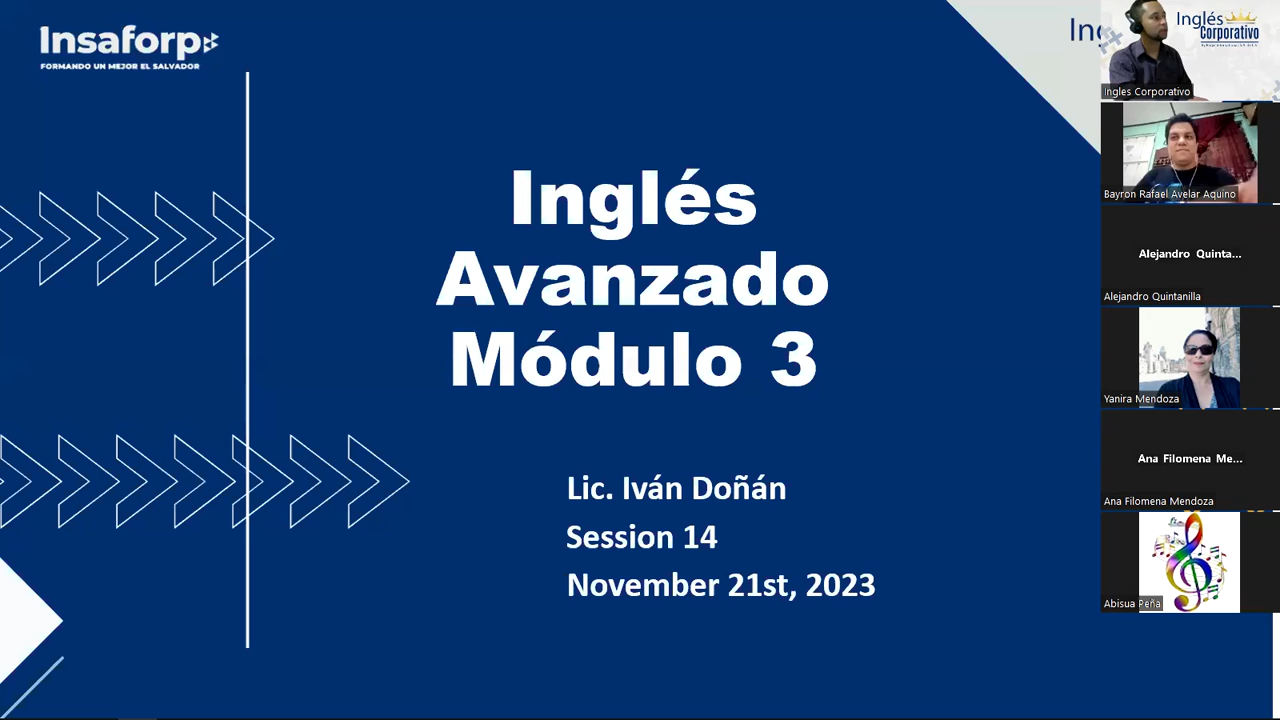 Insaforp
FORMANDO UN MEJOR EL SALVADOR
Inglés
Avanzado
Módulo 3
Lic. Iván Doñán
Session 14
November 21st, 2023
Inglés
Corporativo
Ingles Corporativo
Bayron Rafael Avelar Aquino
Alejandro Quinta...
Alejandro Quintanilla
Yanira Mendoza
Ana Filomena Me...
Ana Filomena Mendoza
Abisua Peña